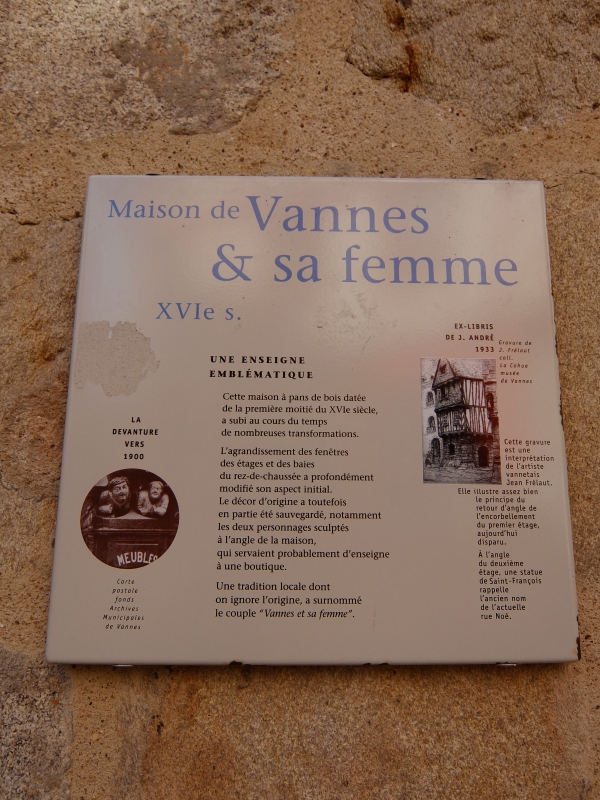 Maison de Vannes
& sa femme
XVIe s.
UNE ENSEIGNE
EMBLÉMATIQUE
Cette maison à pans de bois datée
de la première moitié du XVIe siècle,
a subi au cours du temps
de nombreuses transformations.
L'agrandissement des fenêtres
des étages et des baies
du rez-de-chaussée a profondément
modifié son aspect initial.
Le décor d'origine a toutefois
en partie été sauvegardé, notamment
les deux personnages sculptés
à l'angle de la maison,
qui servaient probablement d'enseigne
à une boutique.
Une tradition locale dont
on ignore l'origine, a surnommé
le couple "Vannes et sa femme".
LA
DEVANTURE
VERS
1900
MEUBLES
Carte
postale
fonds
Archives
Municipales
de Vannes
EX-LIBRIS
DE J. ANDRÉ
1933
Gravure de
J. Frélaut
coll.
La Cohue
musée
de Vannes
Cette gravure
est une
interprétation
de l'artiste
vannetais
Jean Frélaut.
Elle illustre assez bien
le principe du
retour d'angle de
l'encorbellement
du premier étage,
aujourd'hui
disparu.
À l'angle
du deuxième
étage, une statue
de Saint-François
rappelle
l'ancien nom
de l'actuelle
rue Noé.